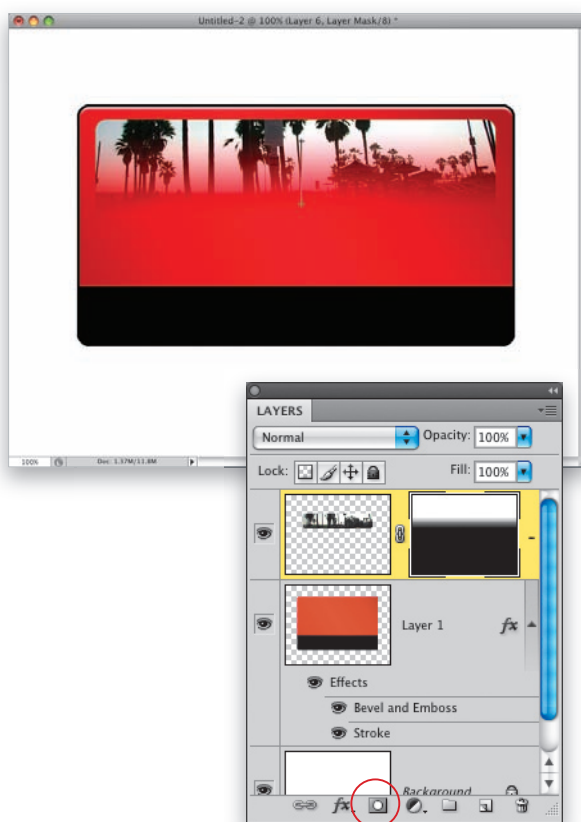 Untitled-2 @ 100% (Layer 6, Layer Mask/8) *
100% Doc: 1.37M/11.8M
LAYERS
Normal Opacity: 100%
Lock: Fill: 100%
Layer 1 fx
Effects
Bevel and Emboss
Stroke
Background
fx